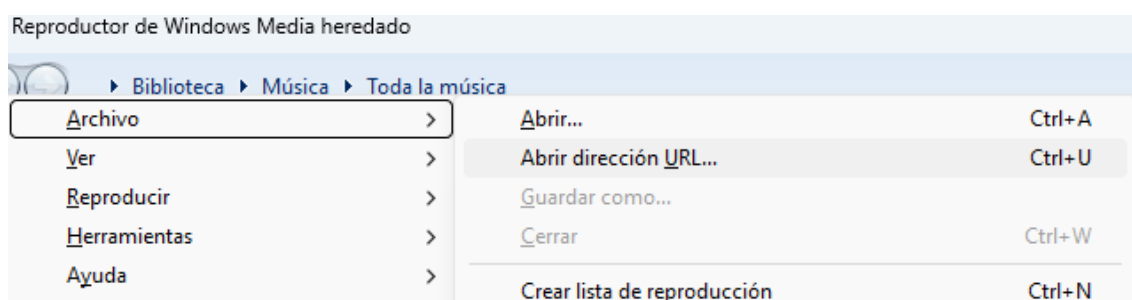 Reproductor de Windows Media heredado
Biblioteca Música Toda la música
Archivo Abrir... Ctrl+A
Ver Abrir dirección URL... Ctrl+U
Reproducir Guardar como...
Herramientas Cerrar Ctrl+W
Ayuda
Crear lista de reproducción Ctrl+N